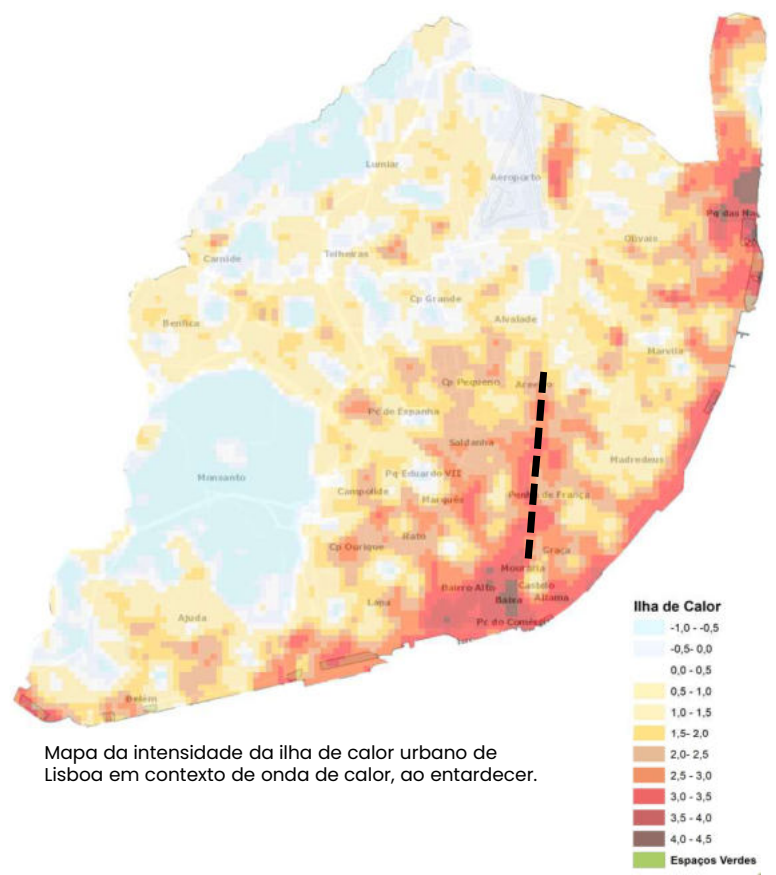 Lumiar
Aeroporto
Pq das Na
Olivais
Carnide
Telheiras
Cp Grande
Alvalade
Benfica
Marvila
Cp Pequeno
Areeiro
Pç de Espanha
Saldanha
Madredeus
Pq Eduardo VII
Monsanto
Campolide
Marquês
Penha de França
Rato
Cp Ourique
Graça
Mouraria
Bairro Alto
Castelo
Baixa
Alfama
Lapa
Ajuda
Pç do Comércio
Belém
Ilha de Calor
-1,0 - -0,5
-0,5- 0,0
0,0 - 0,5
0,5 - 1,0
1,0 - 1,5
1,5- 2,0
2,0- 2,5
2,5 - 3,0
3,0 - 3,5
3,5 - 4,0
4,0 - 4,5
Espaços Verdes
Mapa da intensidade da ilha de calor urbano de
Lisboa em contexto de onda de calor, ao entardecer.